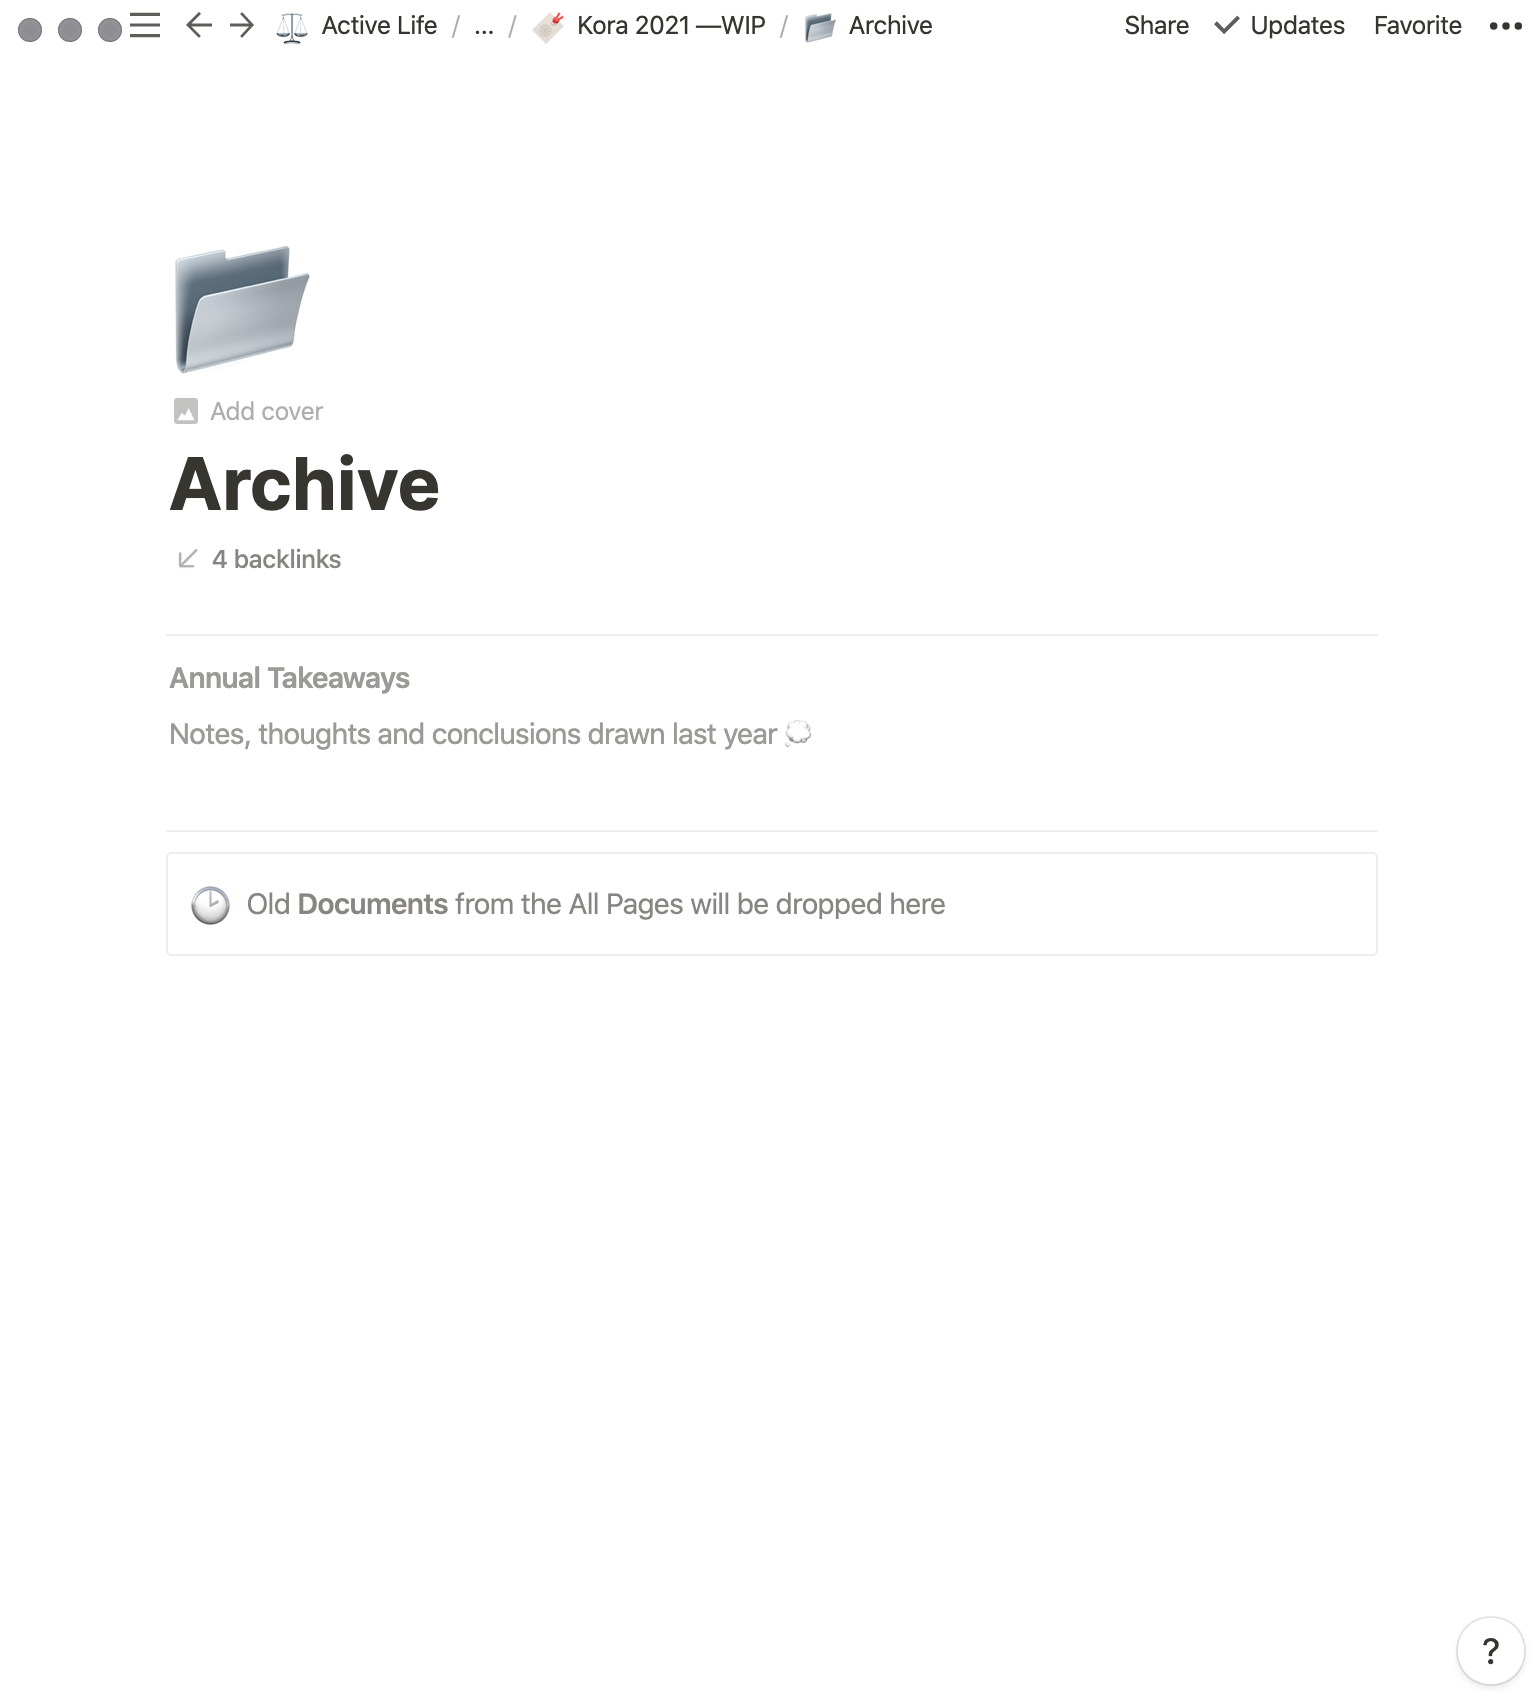 Active Life / ... / Kora 2021 —WIP / Archive Share Updates Favorite
Add cover
Archive
4 backlinks
Annual Takeaways
Notes, thoughts and conclusions drawn last year 💭
Old Documents from the All Pages will be dropped here
?